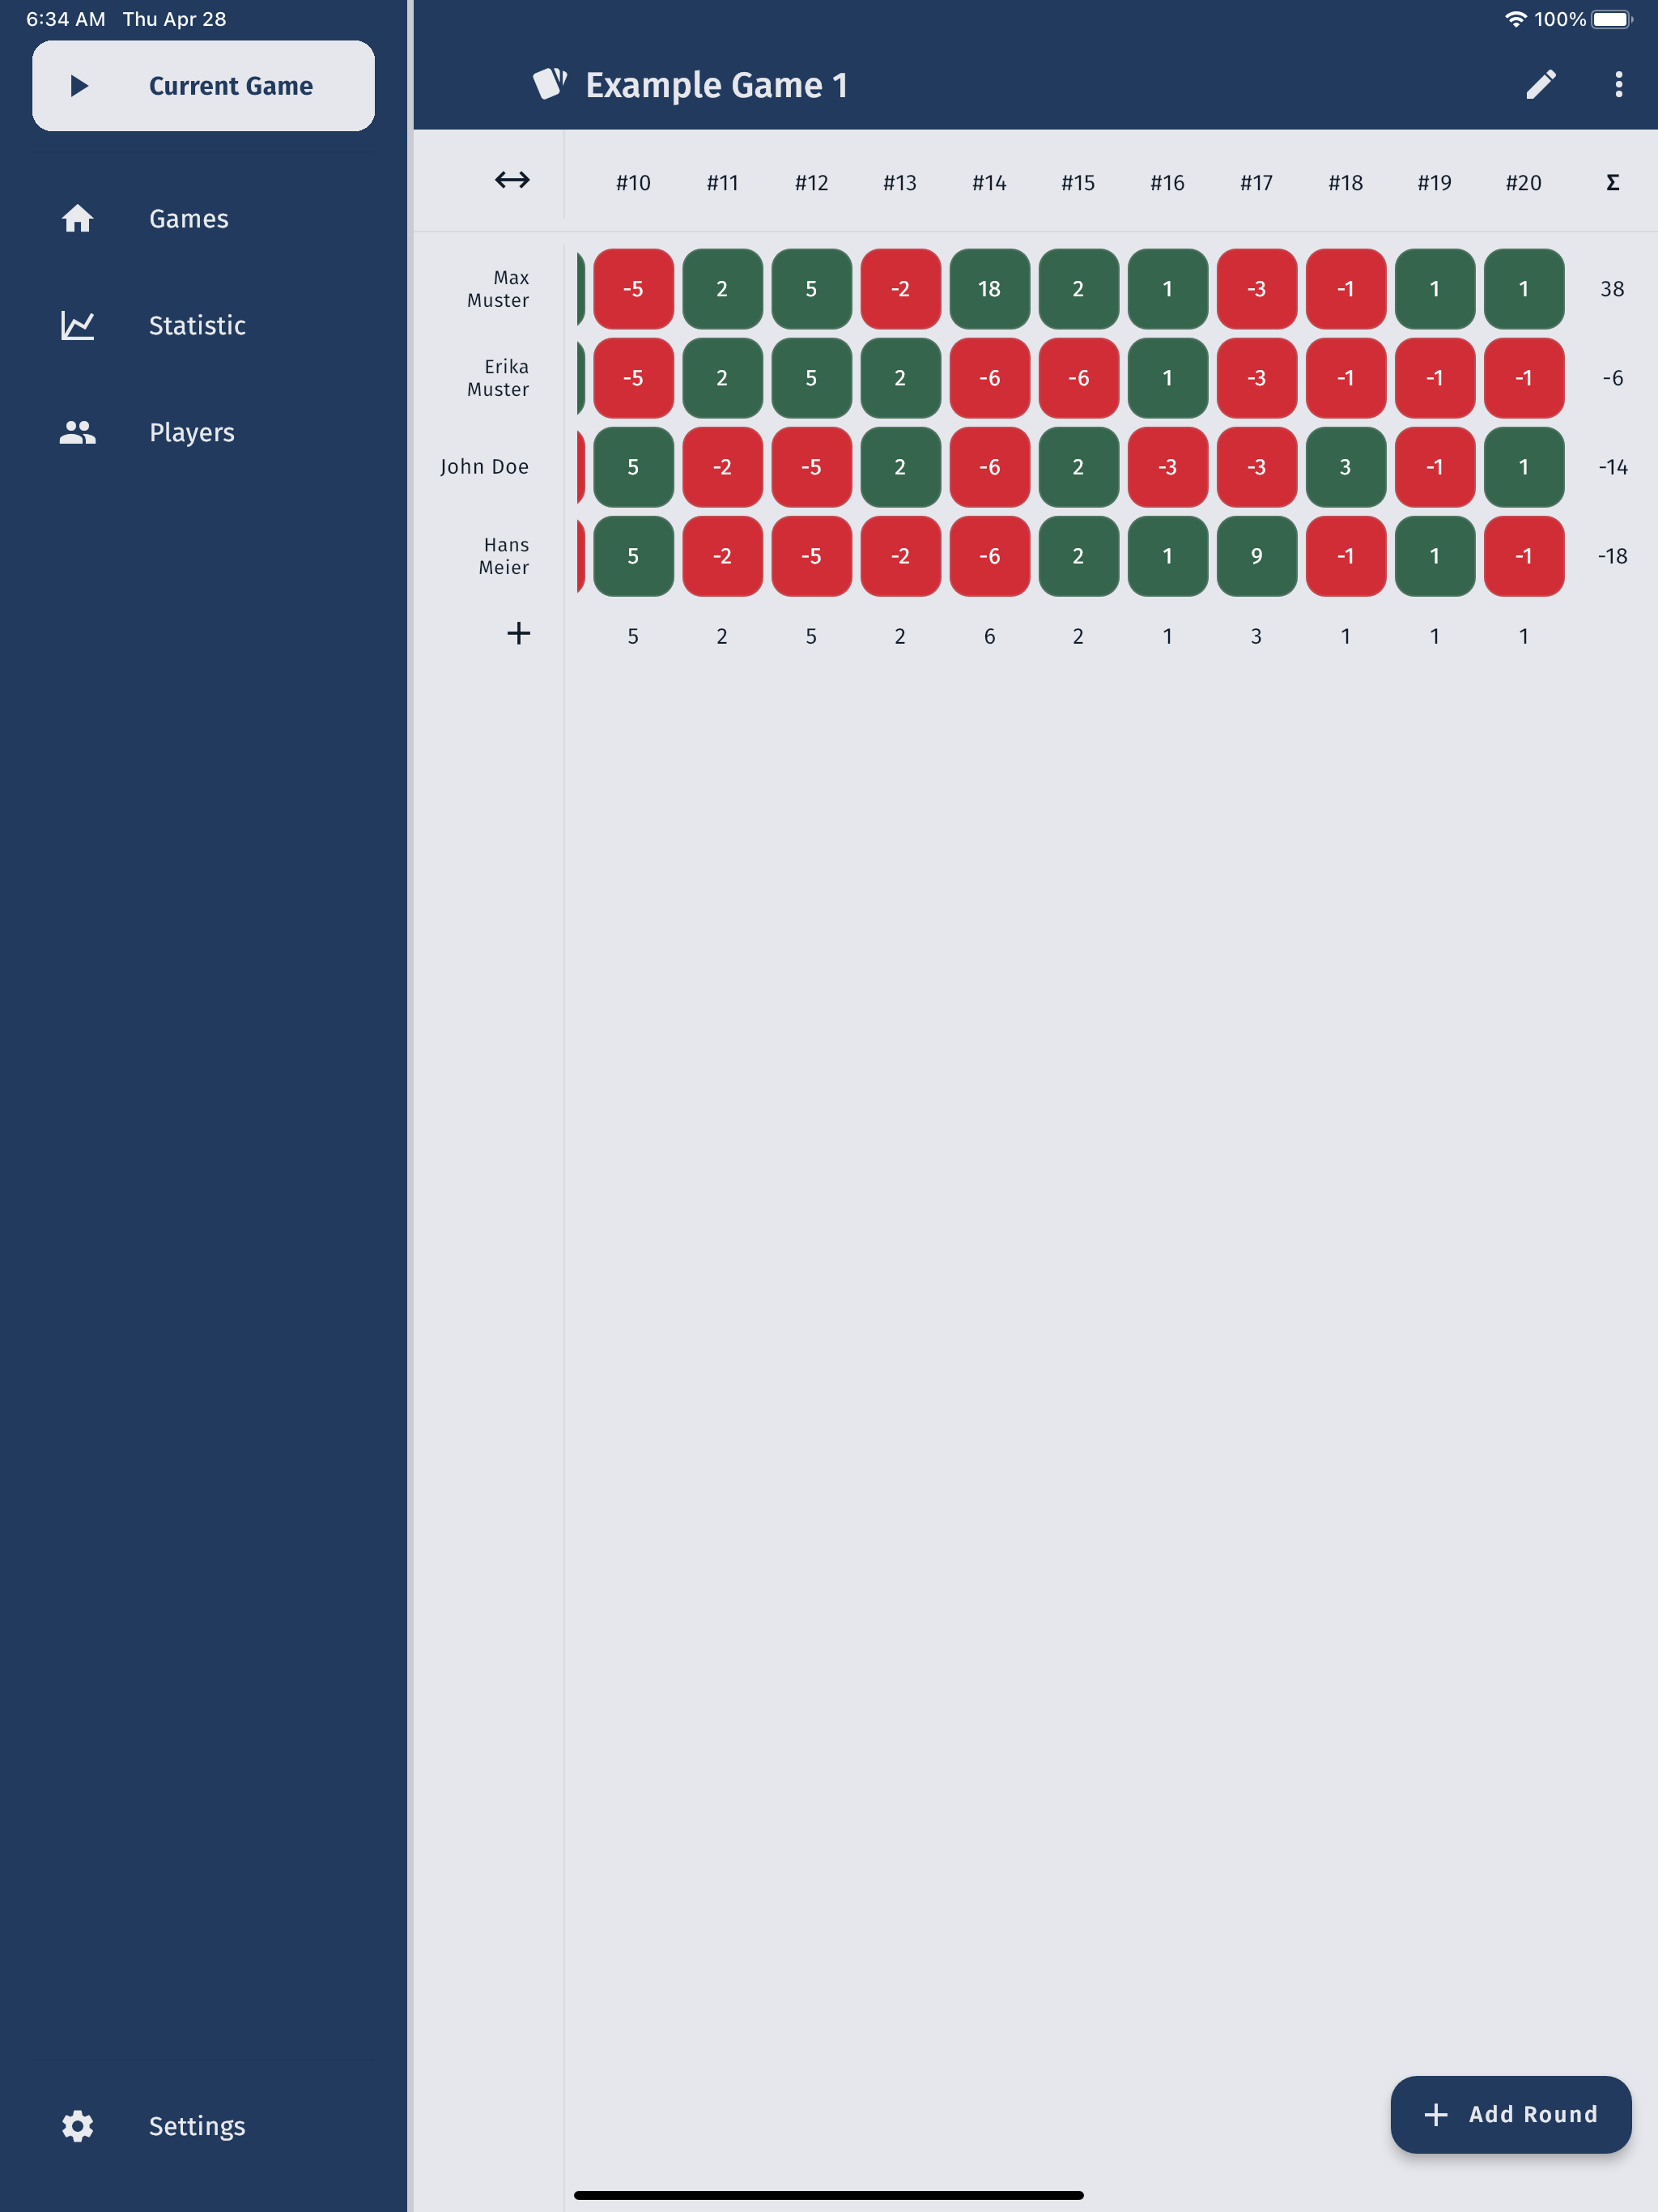 6:34 AM Thu Apr 28
100%
Current Game
Games
Statistic
Players
Settings
Example Game 1
#10 #11 #12 #13 #14 #15 #16 #17 #18 #19 #20 Σ
Max
Muster
-5 2 5 -2 18 2 1 -3 -1 1 1 38
Erika
Muster
-5 2 5 2 -6 -6 1 -3 -1 -1 -1 -6
John Doe
5 -2 -5 2 -6 2 -3 -3 3 -1 1 -14
Hans
Meier
5 -2 -5 -2 -6 2 1 9 -1 1 -1 -18
5 2 5 2 6 2 1 3 1 1 1
Add Round